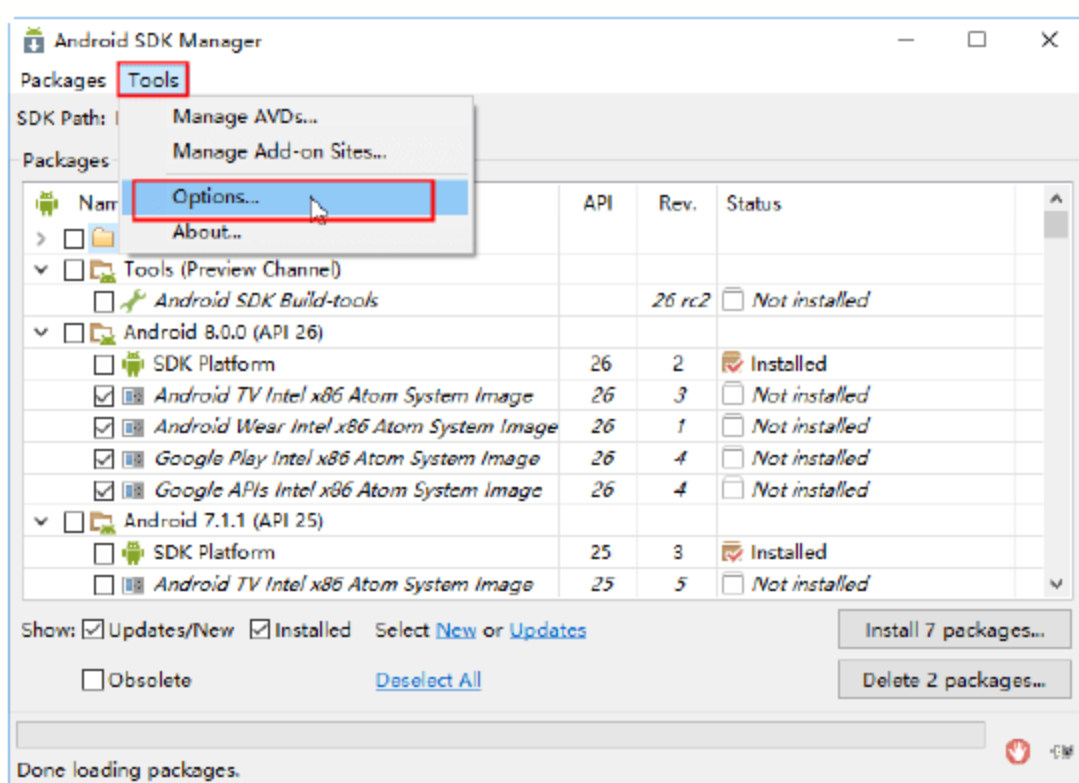 Android SDK Manager
Packages Tools
SDK Path:
Manage AVDs...
Manage Add-on Sites...
Packages
Options...
About...
API Rev. Status
Tools (Preview Channel)
Android SDK Build-tools 26 rc2 Not installed
Android 8.0.0 (API 26)
SDK Platform 26 2 Installed
Android TV Intel x86 Atom System Image 26 3 Not installed
Android Wear Intel x86 Atom System Image 26 1 Not installed
Google Play Intel x86 Atom System Image 26 4 Not installed
Google APIs Intel x86 Atom System Image 26 4 Not installed
Android 7.1.1 (API 25)
SDK Platform 25 3 Installed
Android TV Intel x86 Atom System Image 25 5 Not installed
Show: Updates/New Installed Select New or Updates Install 7 packages...
Obsolete Deselect All Delete 2 packages...
Done loading packages.